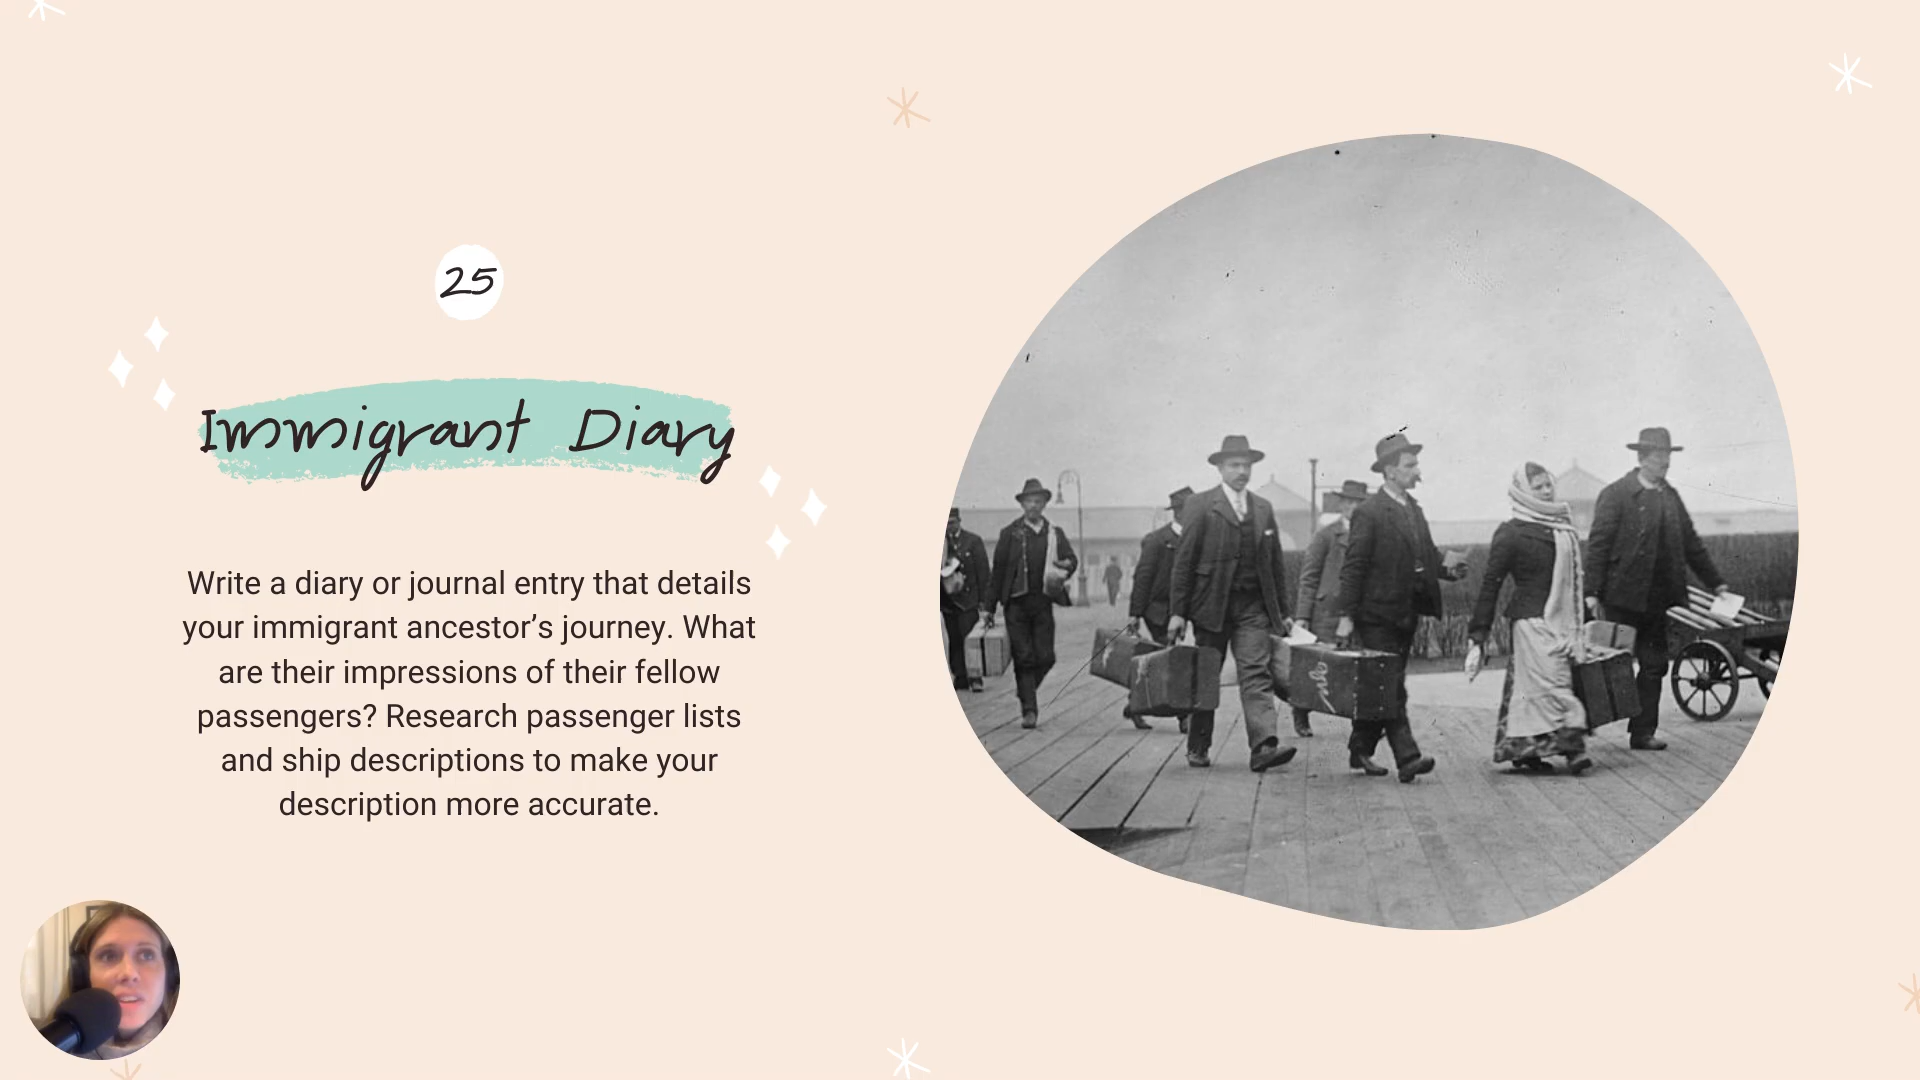 25
Immigrant Diary
Write a diary or journal entry that details
your immigrant ancestor’s journey. What
are their impressions of their fellow
passengers? Research passenger lists
and ship descriptions to make your
description more accurate.